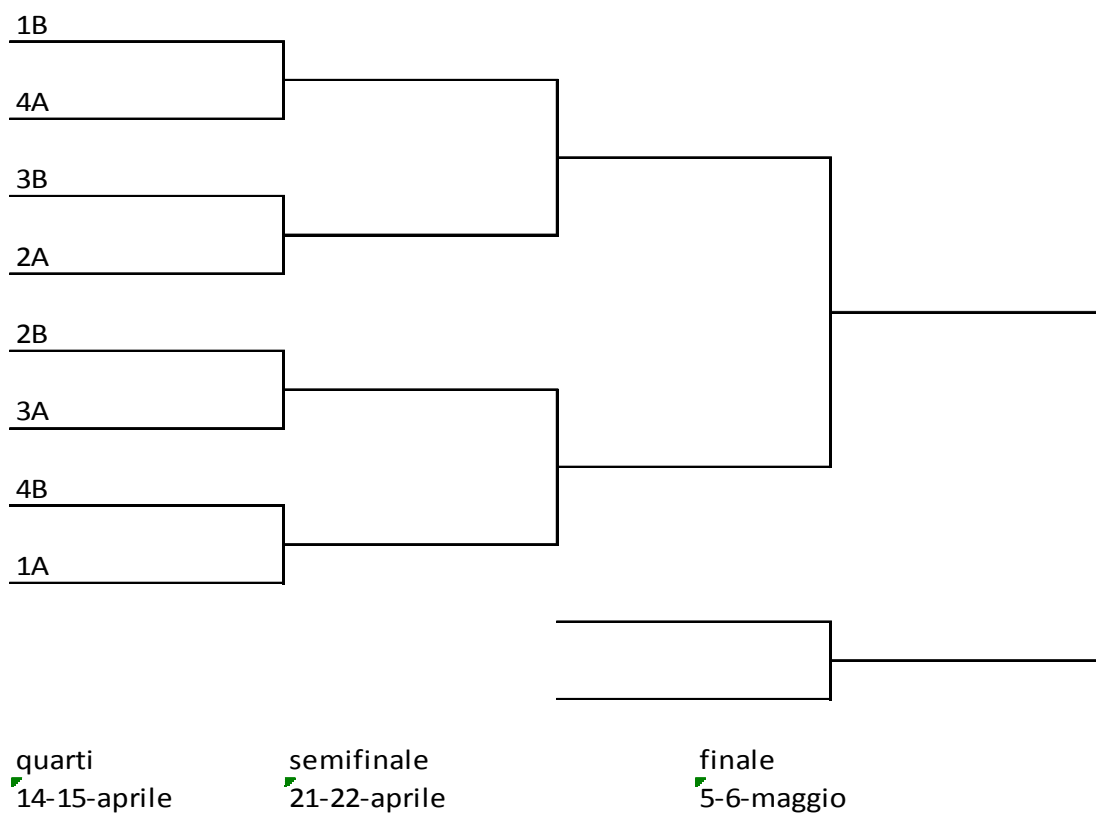 1B
4A
3B
2A
2B
3A
4B
1A
quarti semifinale finale
14-15-aprile 21-22-aprile 5-6-maggio